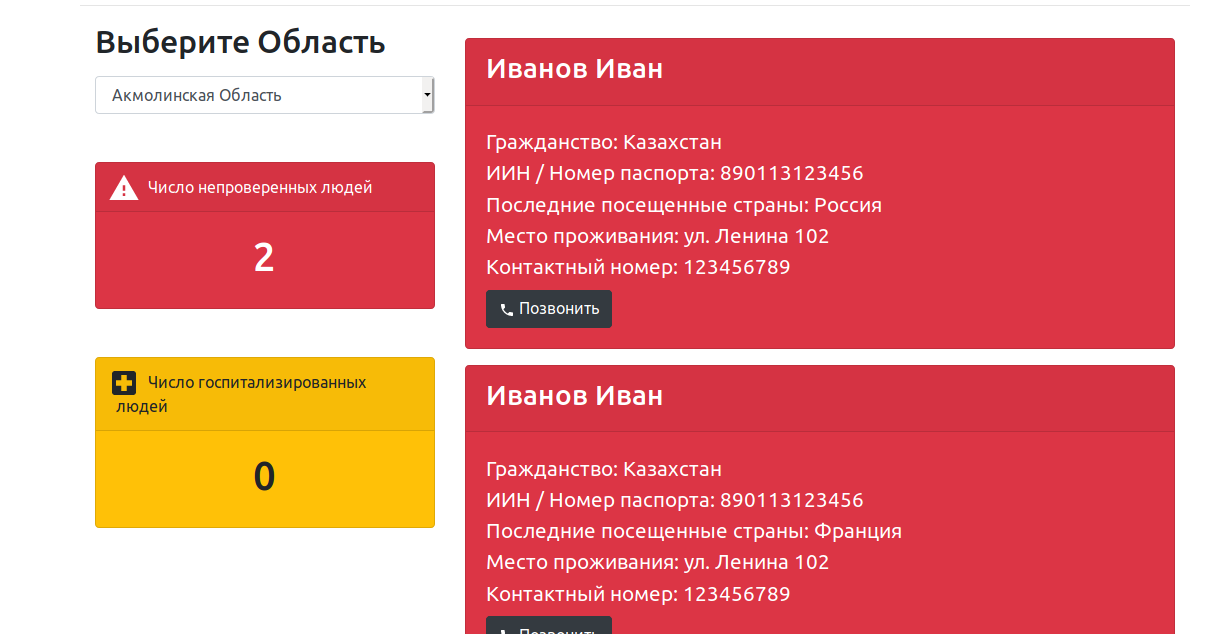 Выберите Область
Акмолинская Область
Число непроверенных людей
2
Число госпитализированных
людей
0
Иванов Иван
Гражданство: Казахстан
ИИН / Номер паспорта: 890113123456
Последние посещенные страны: Россия
Место проживания: ул. Ленина 102
Контактный номер: 123456789
Позвонить
Иванов Иван
Гражданство: Казахстан
ИИН / Номер паспорта: 890113123456
Последние посещенные страны: Франция
Место проживания: ул. Ленина 102
Контактный номер: 123456789
Позвонить